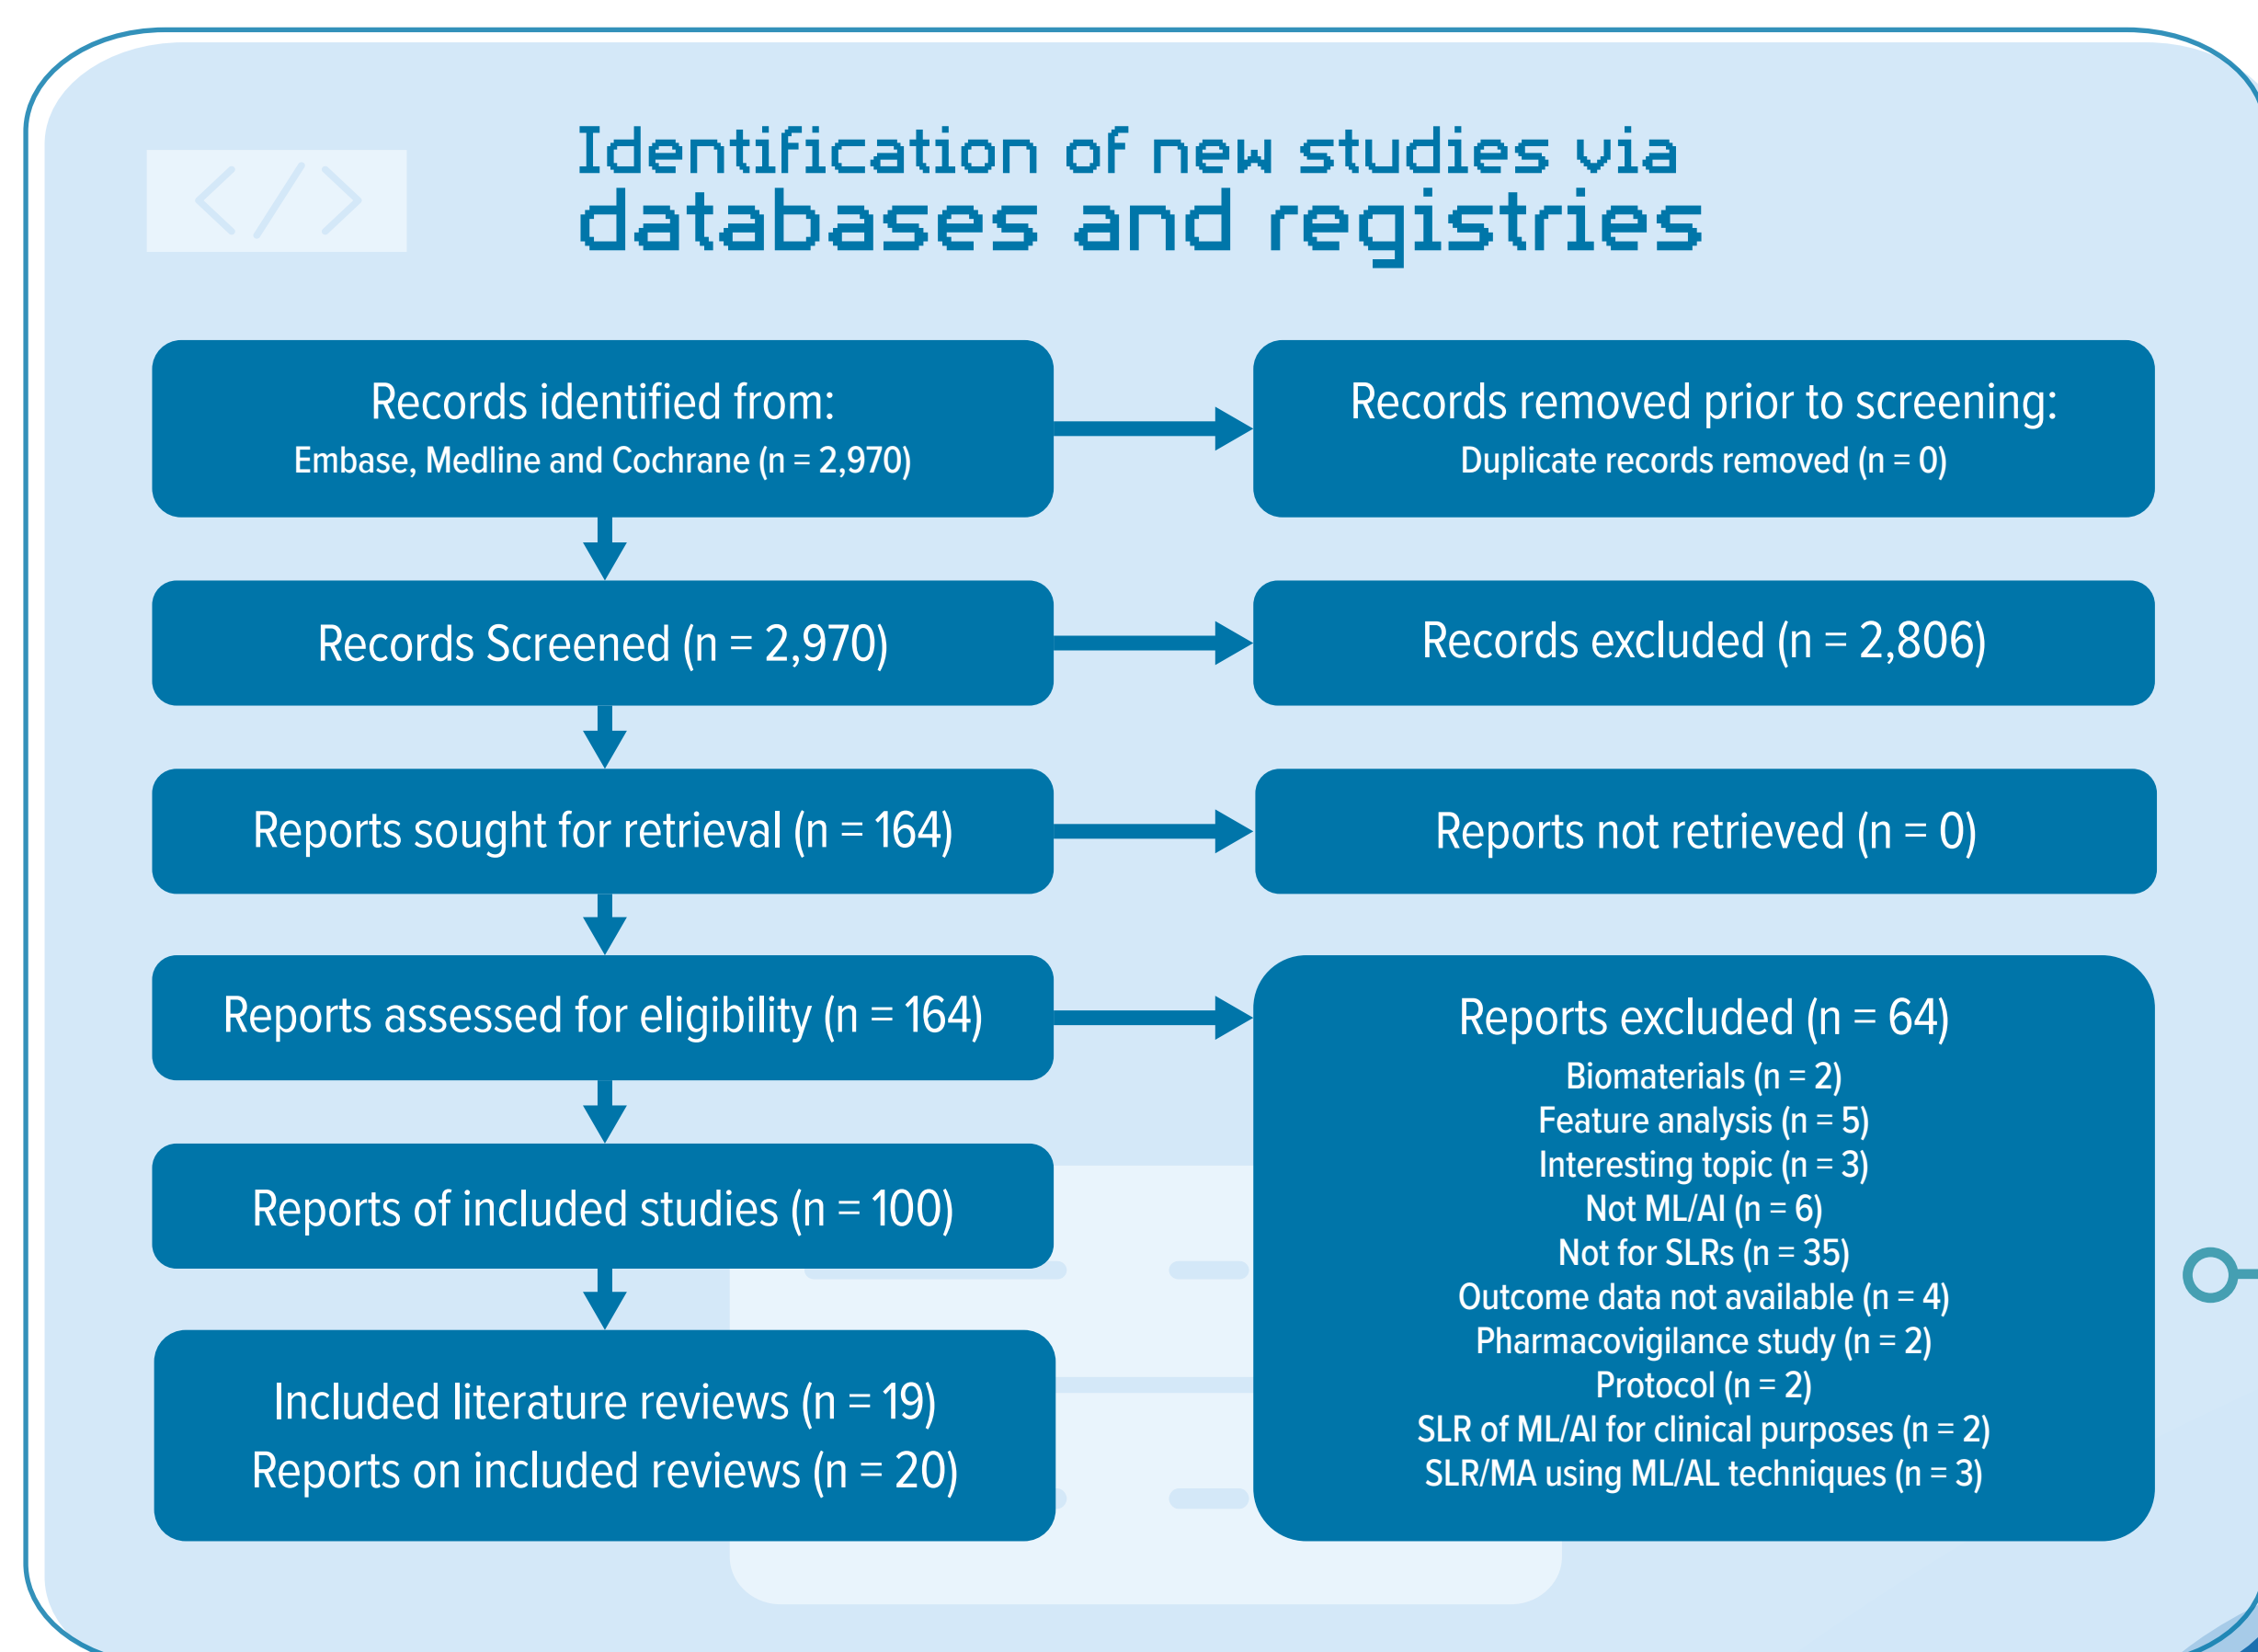 Identification of new studies via
databases and registries
Records identified from:
Embase, Medline and Cochrane (n = 2,970)
Records removed prior to screening:
Duplicate records removed (n = 0)
Records Screened (n = 2,970)
Records excluded (n = 2,806)
Reports sought for retrieval (n = 164)
Reports not retrieved (n = 0)
Reports assessed for eligibility (n = 164)
Reports excluded (n = 64)
Biomaterials (n = 2)
Feature analysis (n = 5)
Interesting topic (n = 3)
Not ML/AI (n = 6)
Not for SLRs (n = 35)
Outcome data not available (n = 4)
Pharmacovigilance study (n = 2)
Protocol (n = 2)
SLR of ML/AI for clinical purposes (n = 2)
SLR/MA using ML/AL techniques (n = 3)
Reports of included studies (n = 100)
Included literature reviews (n = 19)
Reports on included reviews (n = 20)